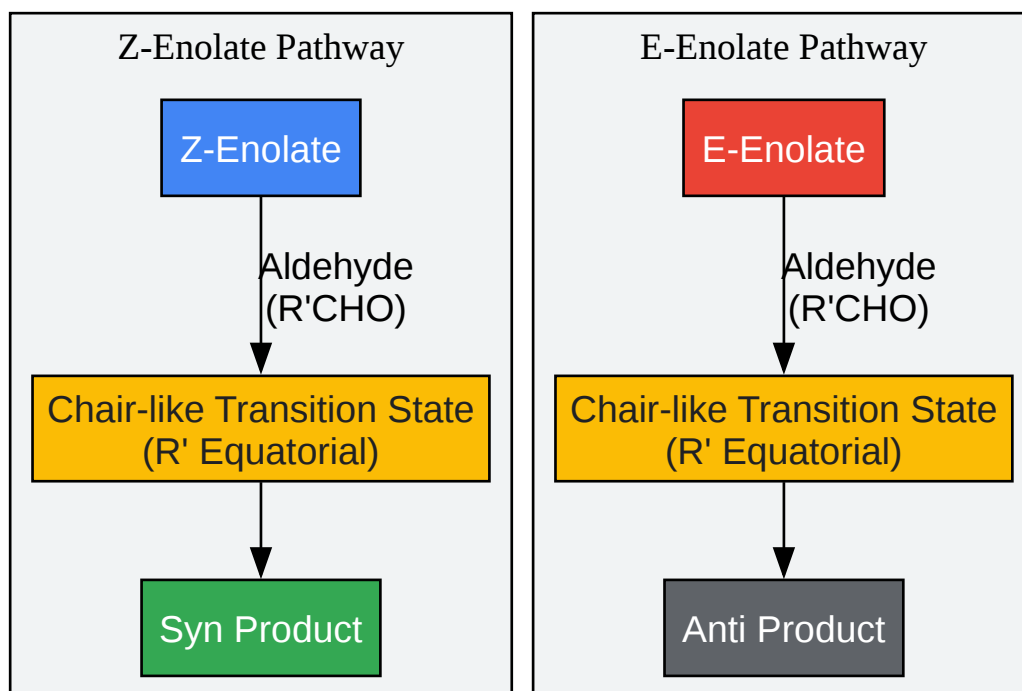 Z-Enolate Pathway
Z-Enolate
Aldehyde
(R'CHO)
Chair-like Transition State
(R' Equatorial)
Syn Product
E-Enolate Pathway
E-Enolate
Aldehyde
(R'CHO)
Chair-like Transition State
(R' Equatorial)
Anti Product